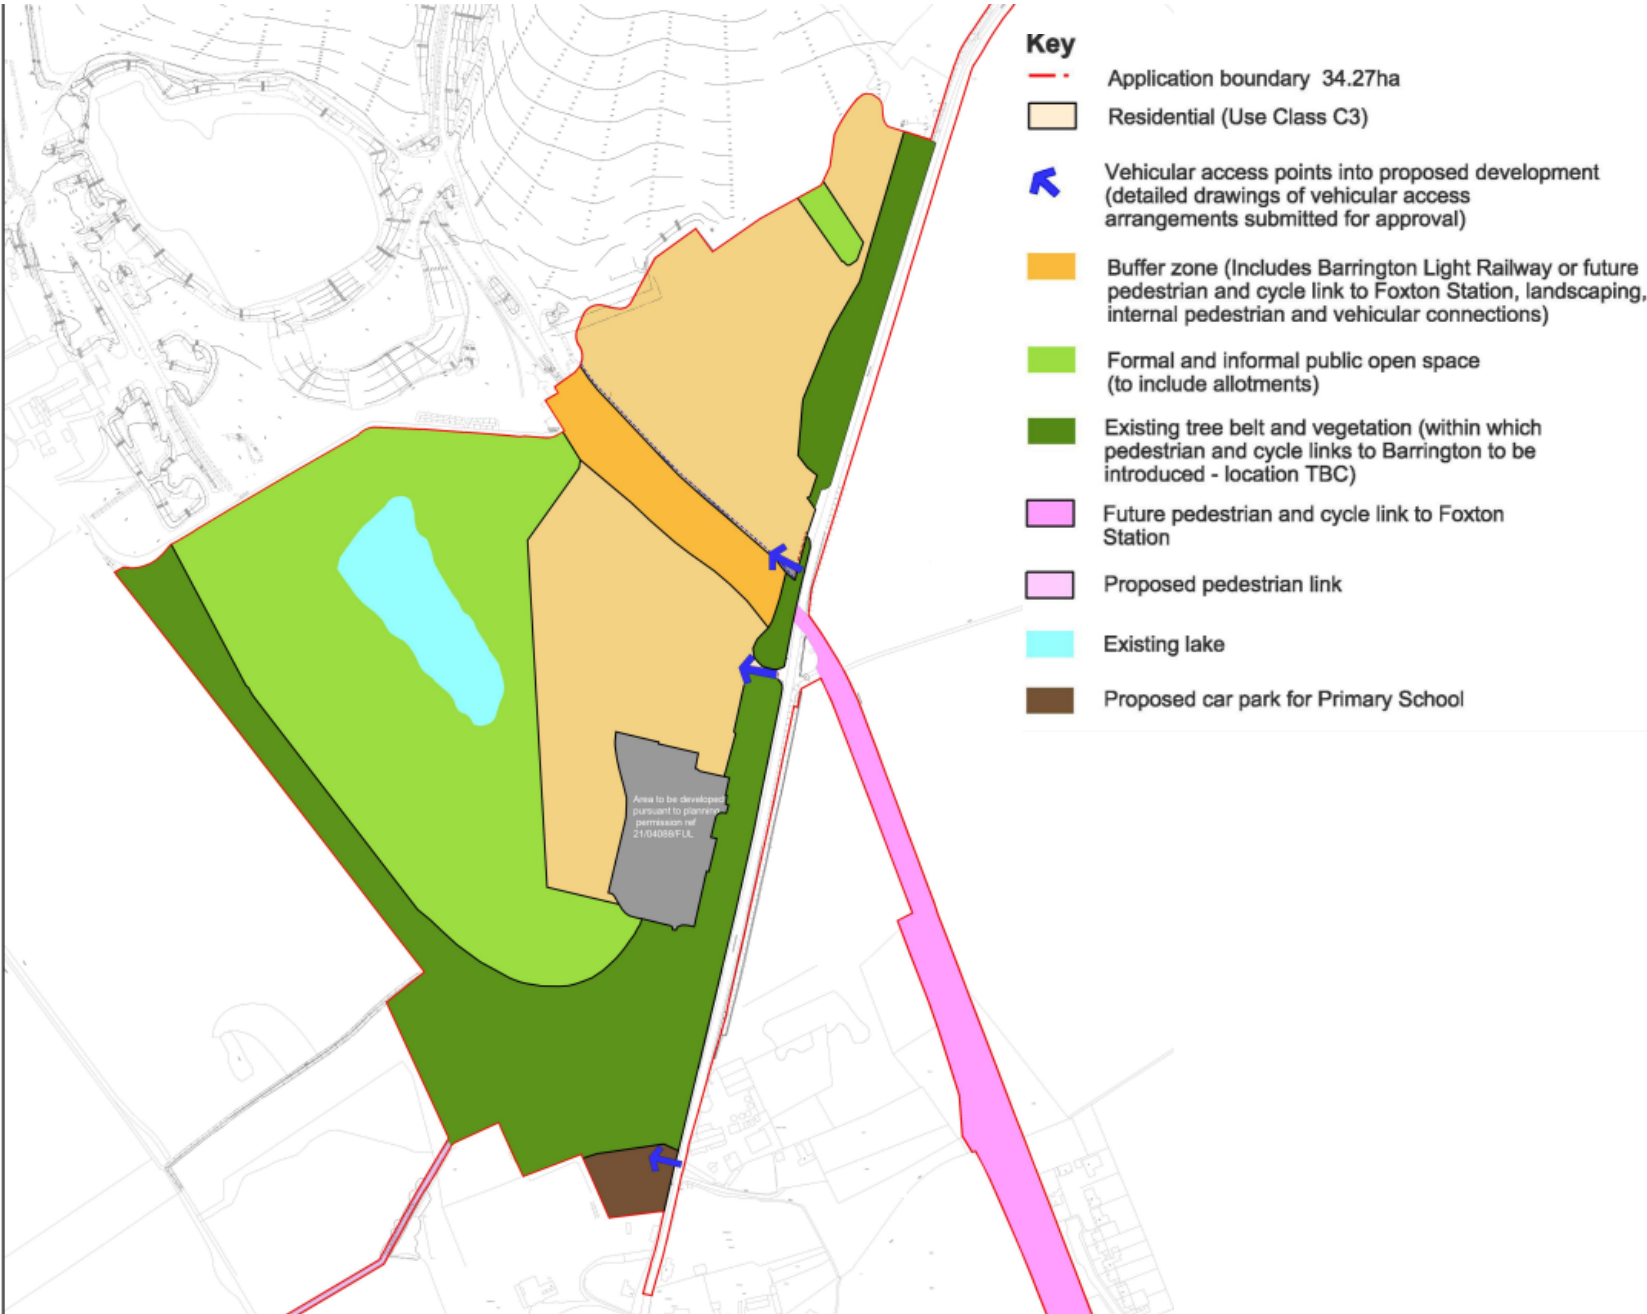 Key
Application boundary 34.27ha
Residential (Use Class C3)
Vehicular access points into proposed development
(detailed drawings of vehicular access
arrangements submitted for approval)
Buffer zone (Includes Barrington Light Railway or future
pedestrian and cycle link to Foxton Station, landscaping,
internal pedestrian and vehicular connections)
Formal and informal public open space
(to include allotments)
Existing tree belt and vegetation (within which
pedestrian and cycle links to Barrington to be
introduced - location TBC)
Future pedestrian and cycle link to Foxton
Station
Proposed pedestrian link
Existing lake
Proposed car park for Primary School
Area to be developed
pursuant to planning
permission ref
21/04088/FUL